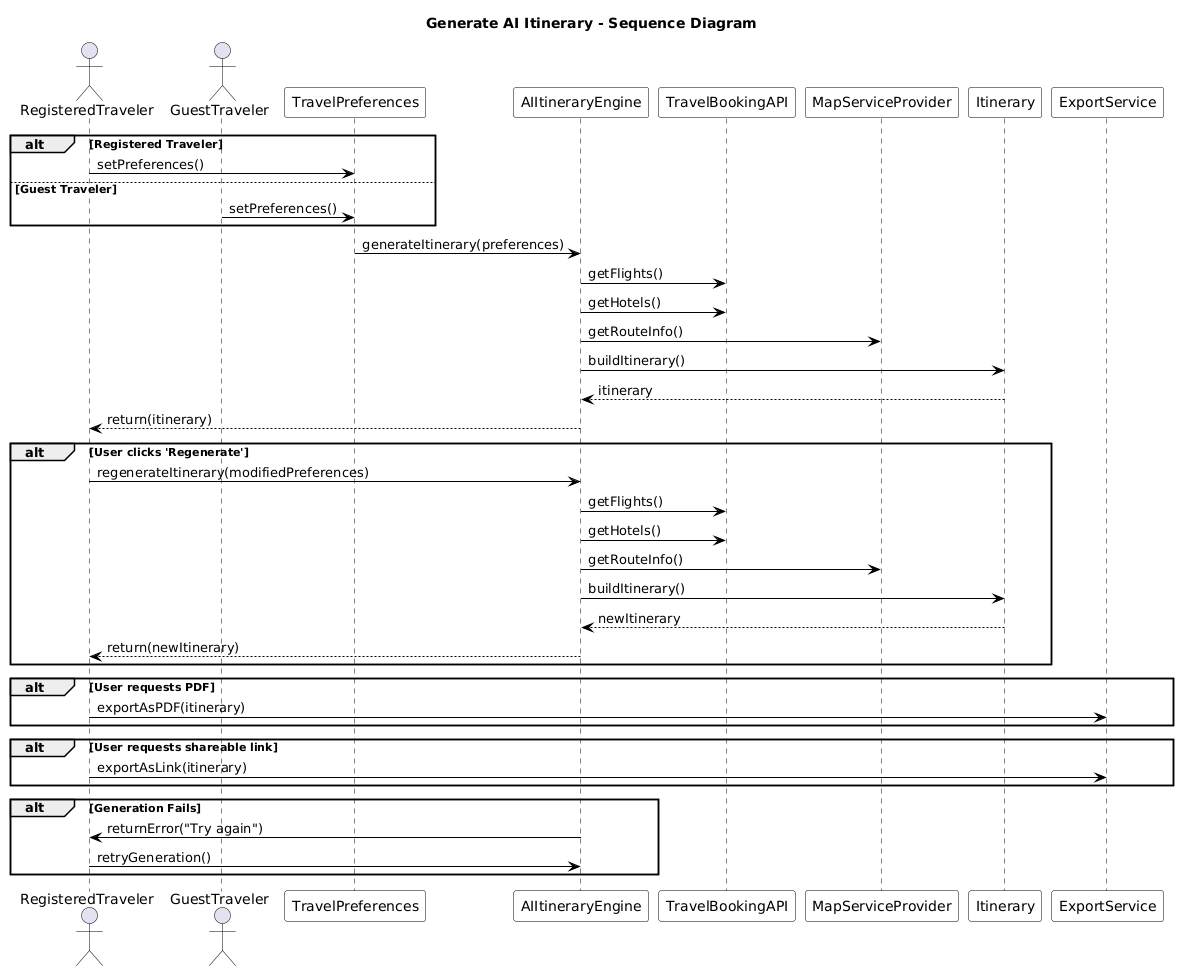 Generate AI Itinerary - Sequence Diagram
RegisteredTraveler GuestTraveler TravelPreferences AIItineraryEngine TravelBookingAPI MapServiceProvider Itinerary ExportService
alt [Registered Traveler]
setPreferences()
[Guest Traveler]
setPreferences()
generateItinerary(preferences)
getFlights()
getHotels()
getRouteInfo()
buildItinerary()
itinerary
return(itinerary)
alt [User clicks 'Regenerate']
regenerateItinerary(modifiedPreferences)
getFlights()
getHotels()
getRouteInfo()
buildItinerary()
newItinerary
return(newItinerary)
alt [User requests PDF]
exportAsPDF(itinerary)
alt [User requests shareable link]
exportAsLink(itinerary)
alt [Generation Fails]
returnError("Try again")
retryGeneration()
RegisteredTraveler GuestTraveler TravelPreferences AIItineraryEngine TravelBookingAPI MapServiceProvider Itinerary ExportService